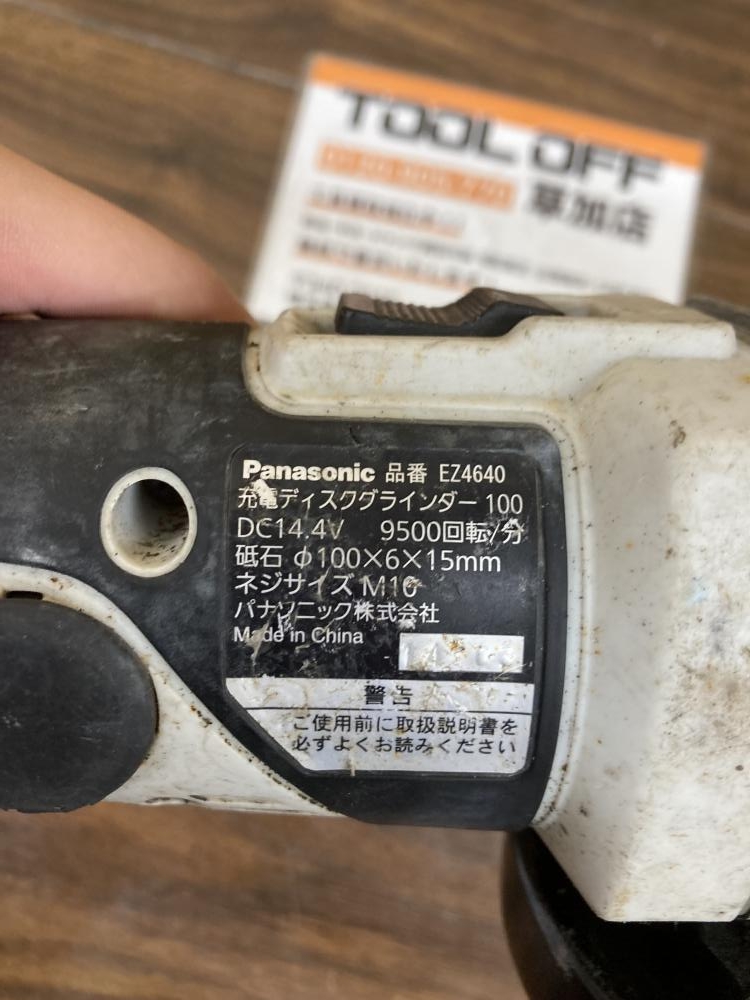 TOOL OFF
草加店
Panasonic 品番 EZ4640
充電ディスクグラインダー 100
DC14.4V 9500回転/分
砥石 φ100×6×15mm
ネジサイズ M10
パナソニック株式会社
Made in China
警告
ご使用前に取扱説明書を
必ずよくお読みください